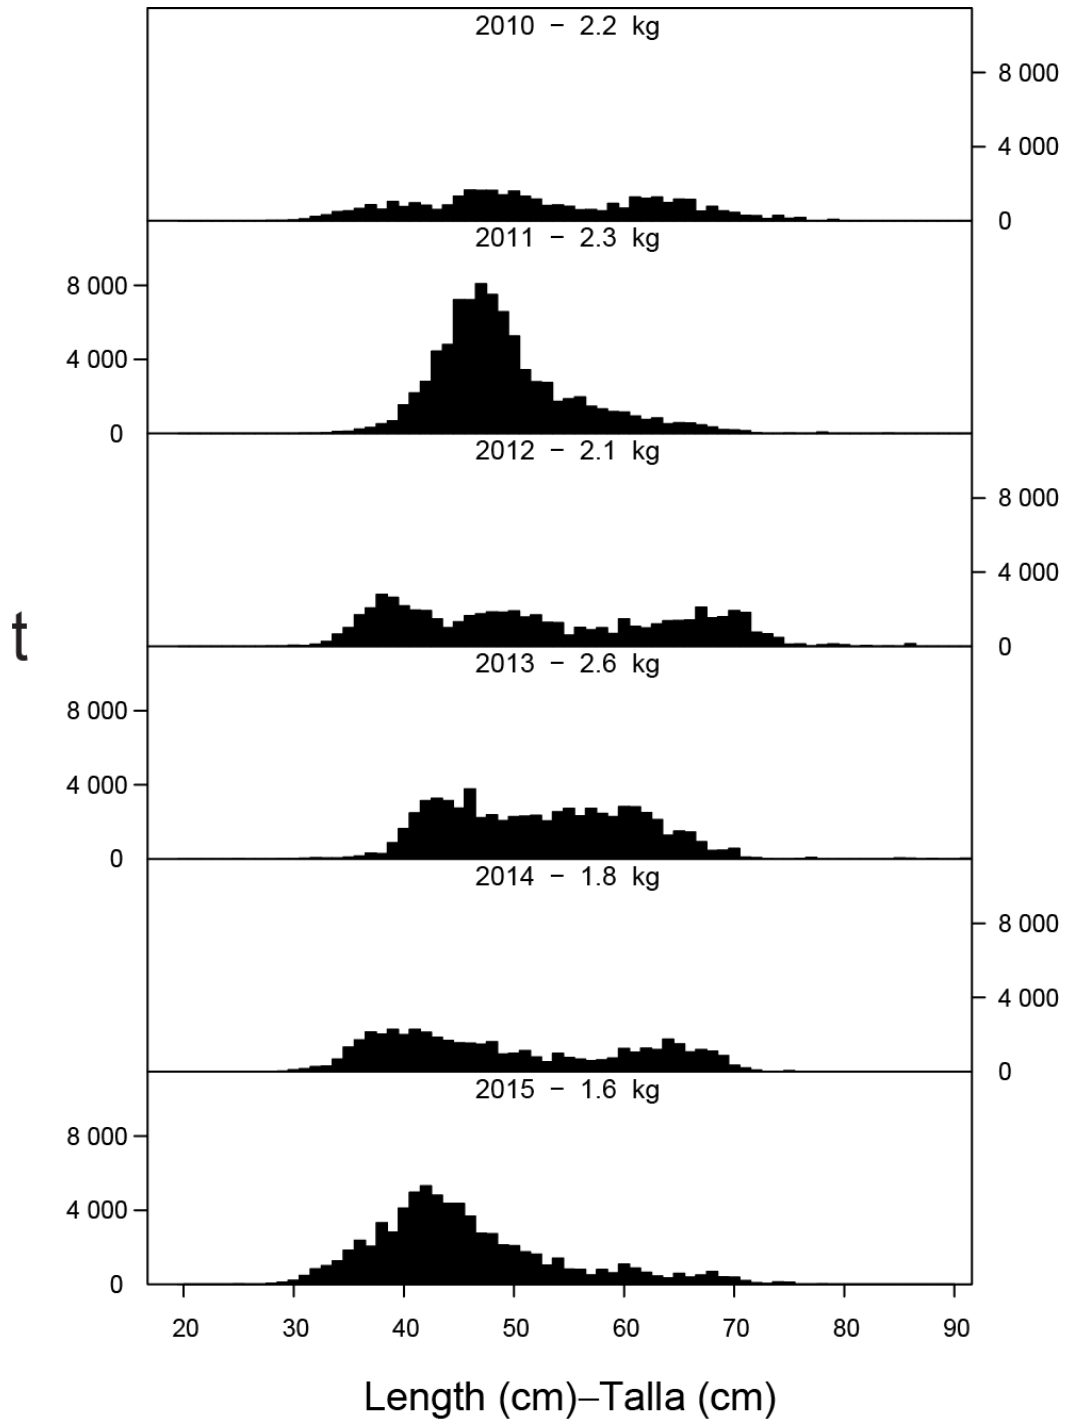 2010 − 2.2 kg
8 000
4 000
0
2011 − 2.3 kg
8 000
4 000
0
2012 − 2.1 kg
8 000
4 000
0
t
2013 − 2.6 kg
8 000
4 000
0
2014 − 1.8 kg
8 000
4 000
0
2015 − 1.6 kg
8 000
4 000
0
20 30 40 50 60 70 80 90
Length (cm)–Talla (cm)